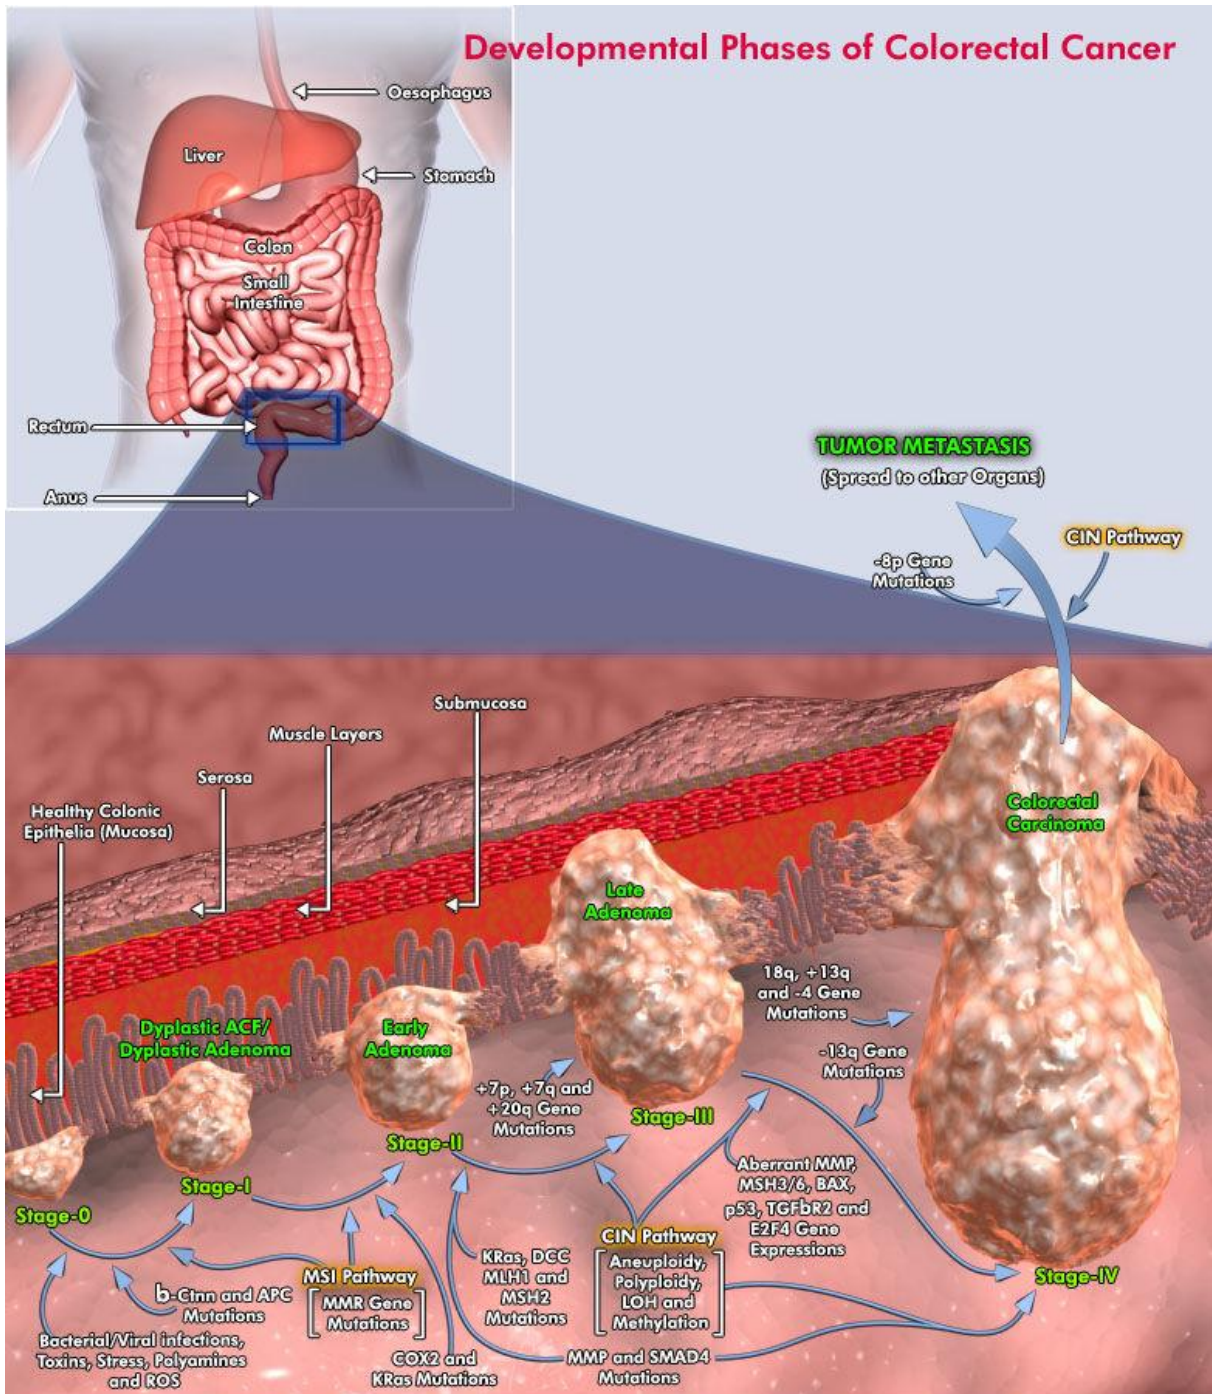 Developmental Phases of Colorectal Cancer
Oesophagus
Liver
Stomach
Colon
Small
Intestine
Rectum
Anus
TUMOR METASTASIS
(Spread to other Organs)
CIN Pathway
-8p Gene
Mutations
Submucosa
Muscle Layers
Serosa
Healthy Colonic
Epithelia (Mucosa)
Colorectal
Carcinoma
Late
Adenoma
18q, +13q
and -4 Gene
Mutations
Dyplastic ACF/
Dyplastic Adenoma
Early
Adenoma
-13q Gene
Mutations
+7p, +7q and
+20q Gene
Mutations
Stage-III
Stage-II
Stage-I
Stage-0
Aberrant MMP,
MSH3/6, BAX,
p53, TGFbR2 and
E2F4 Gene
Expressions
CIN Pathway
Aneuploidy,
Polyploidy,
LOH and
Methylation
KRas, DCC
MLH1 and
MSH2
Mutations
MSI Pathway
MMR Gene
Mutations
Stage-IV
b-Ctnn and APC
Mutations
Bacterial/Viral infections,
Toxins, Stress, Polyamines
and ROS
COX2 and
KRas Mutations
MMP and SMAD4
Mutations